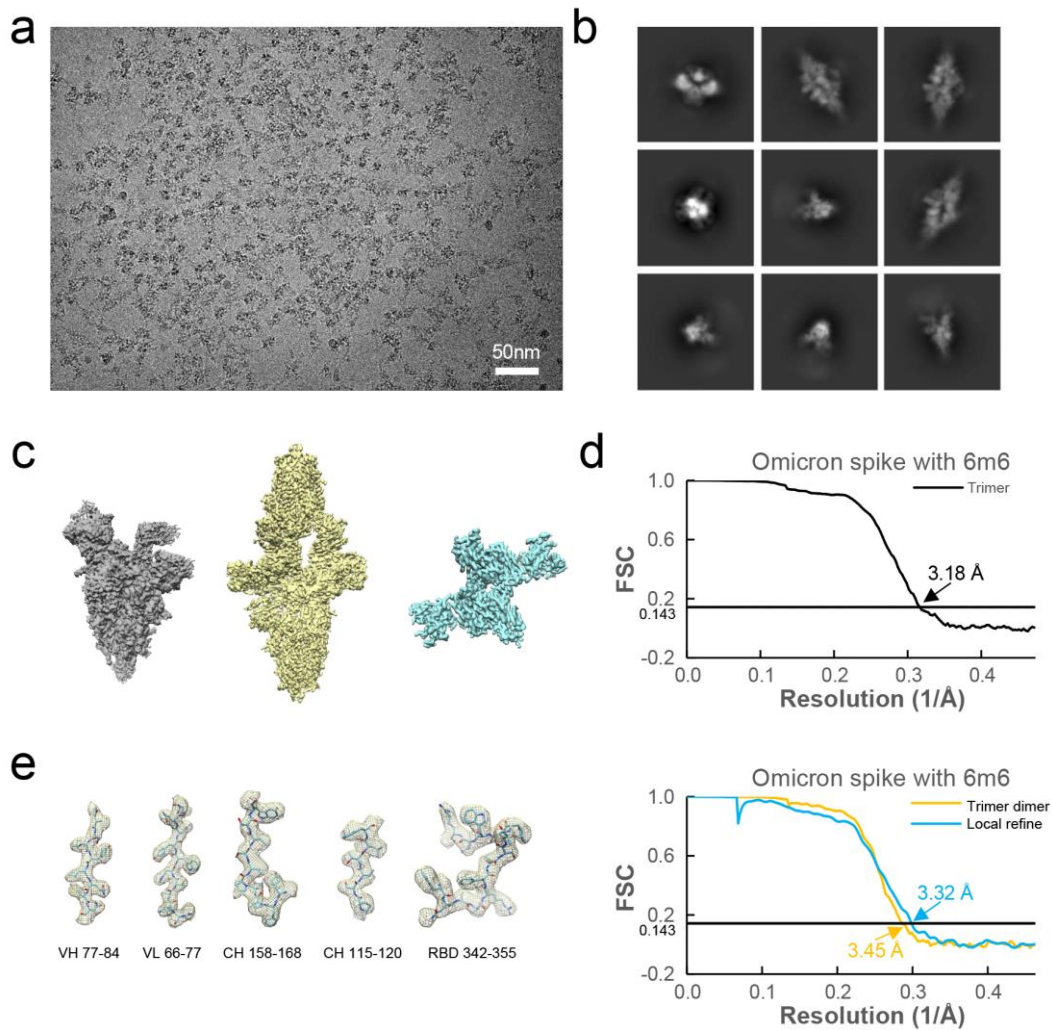 a
50nm
b
c
d
Omicron spike with 6m6
Trimer
1.0
0.6
0.2
0.143
-0.2
FSC
3.18 Å
0.0 0.1 0.2 0.3 0.4
Resolution (1/Å)
e
VH 77-84 VL 66-77 CH 158-168 CH 115-120 RBD 342-355
Omicron spike with 6m6
Trimer dimer
Local refine
1.0
0.6
0.2
0.143
-0.2
FSC
3.32 Å
3.45 Å
0.0 0.1 0.2 0.3 0.4
Resolution (1/Å)